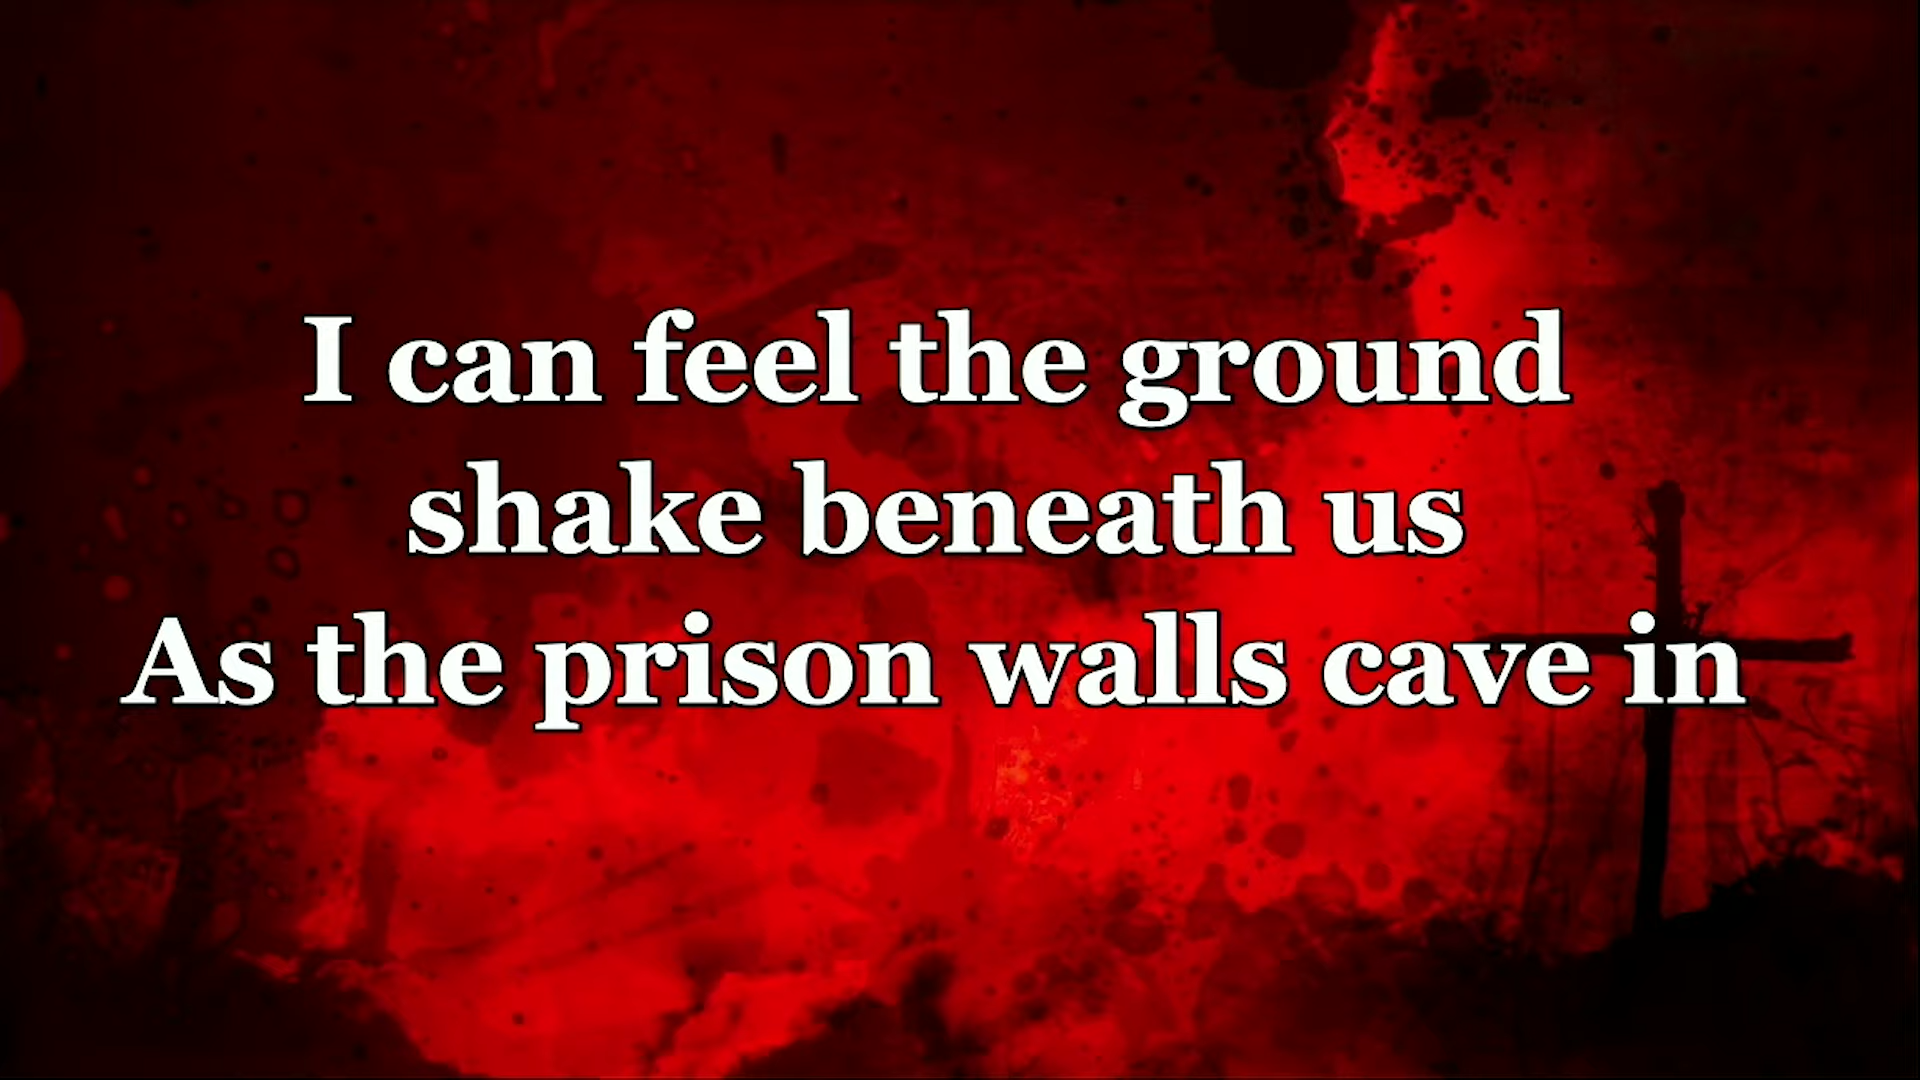 I can feel the ground
shake beneath us
As the prison walls cave in